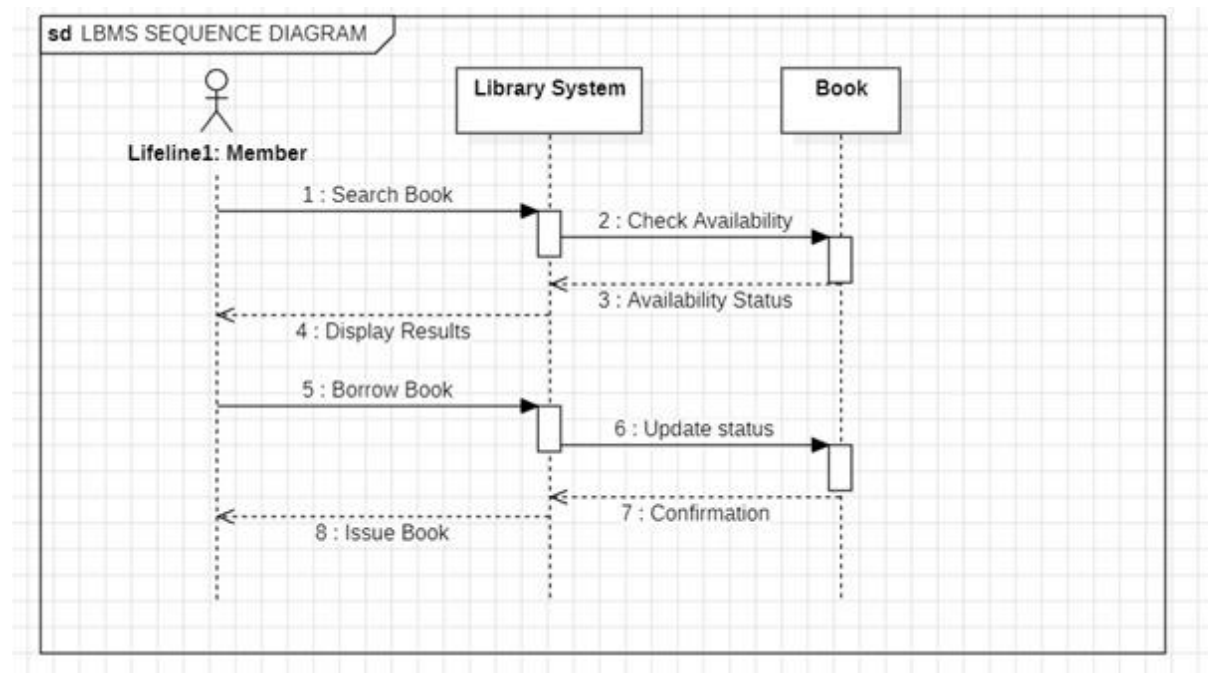 sd LBMS SEQUENCE DIAGRAM
Library System
Book
Lifeline1: Member
1 : Search Book
2 : Check Availability
3 : Availability Status
4 : Display Results
5 : Borrow Book
6 : Update status
7 : Confirmation
8 : Issue Book